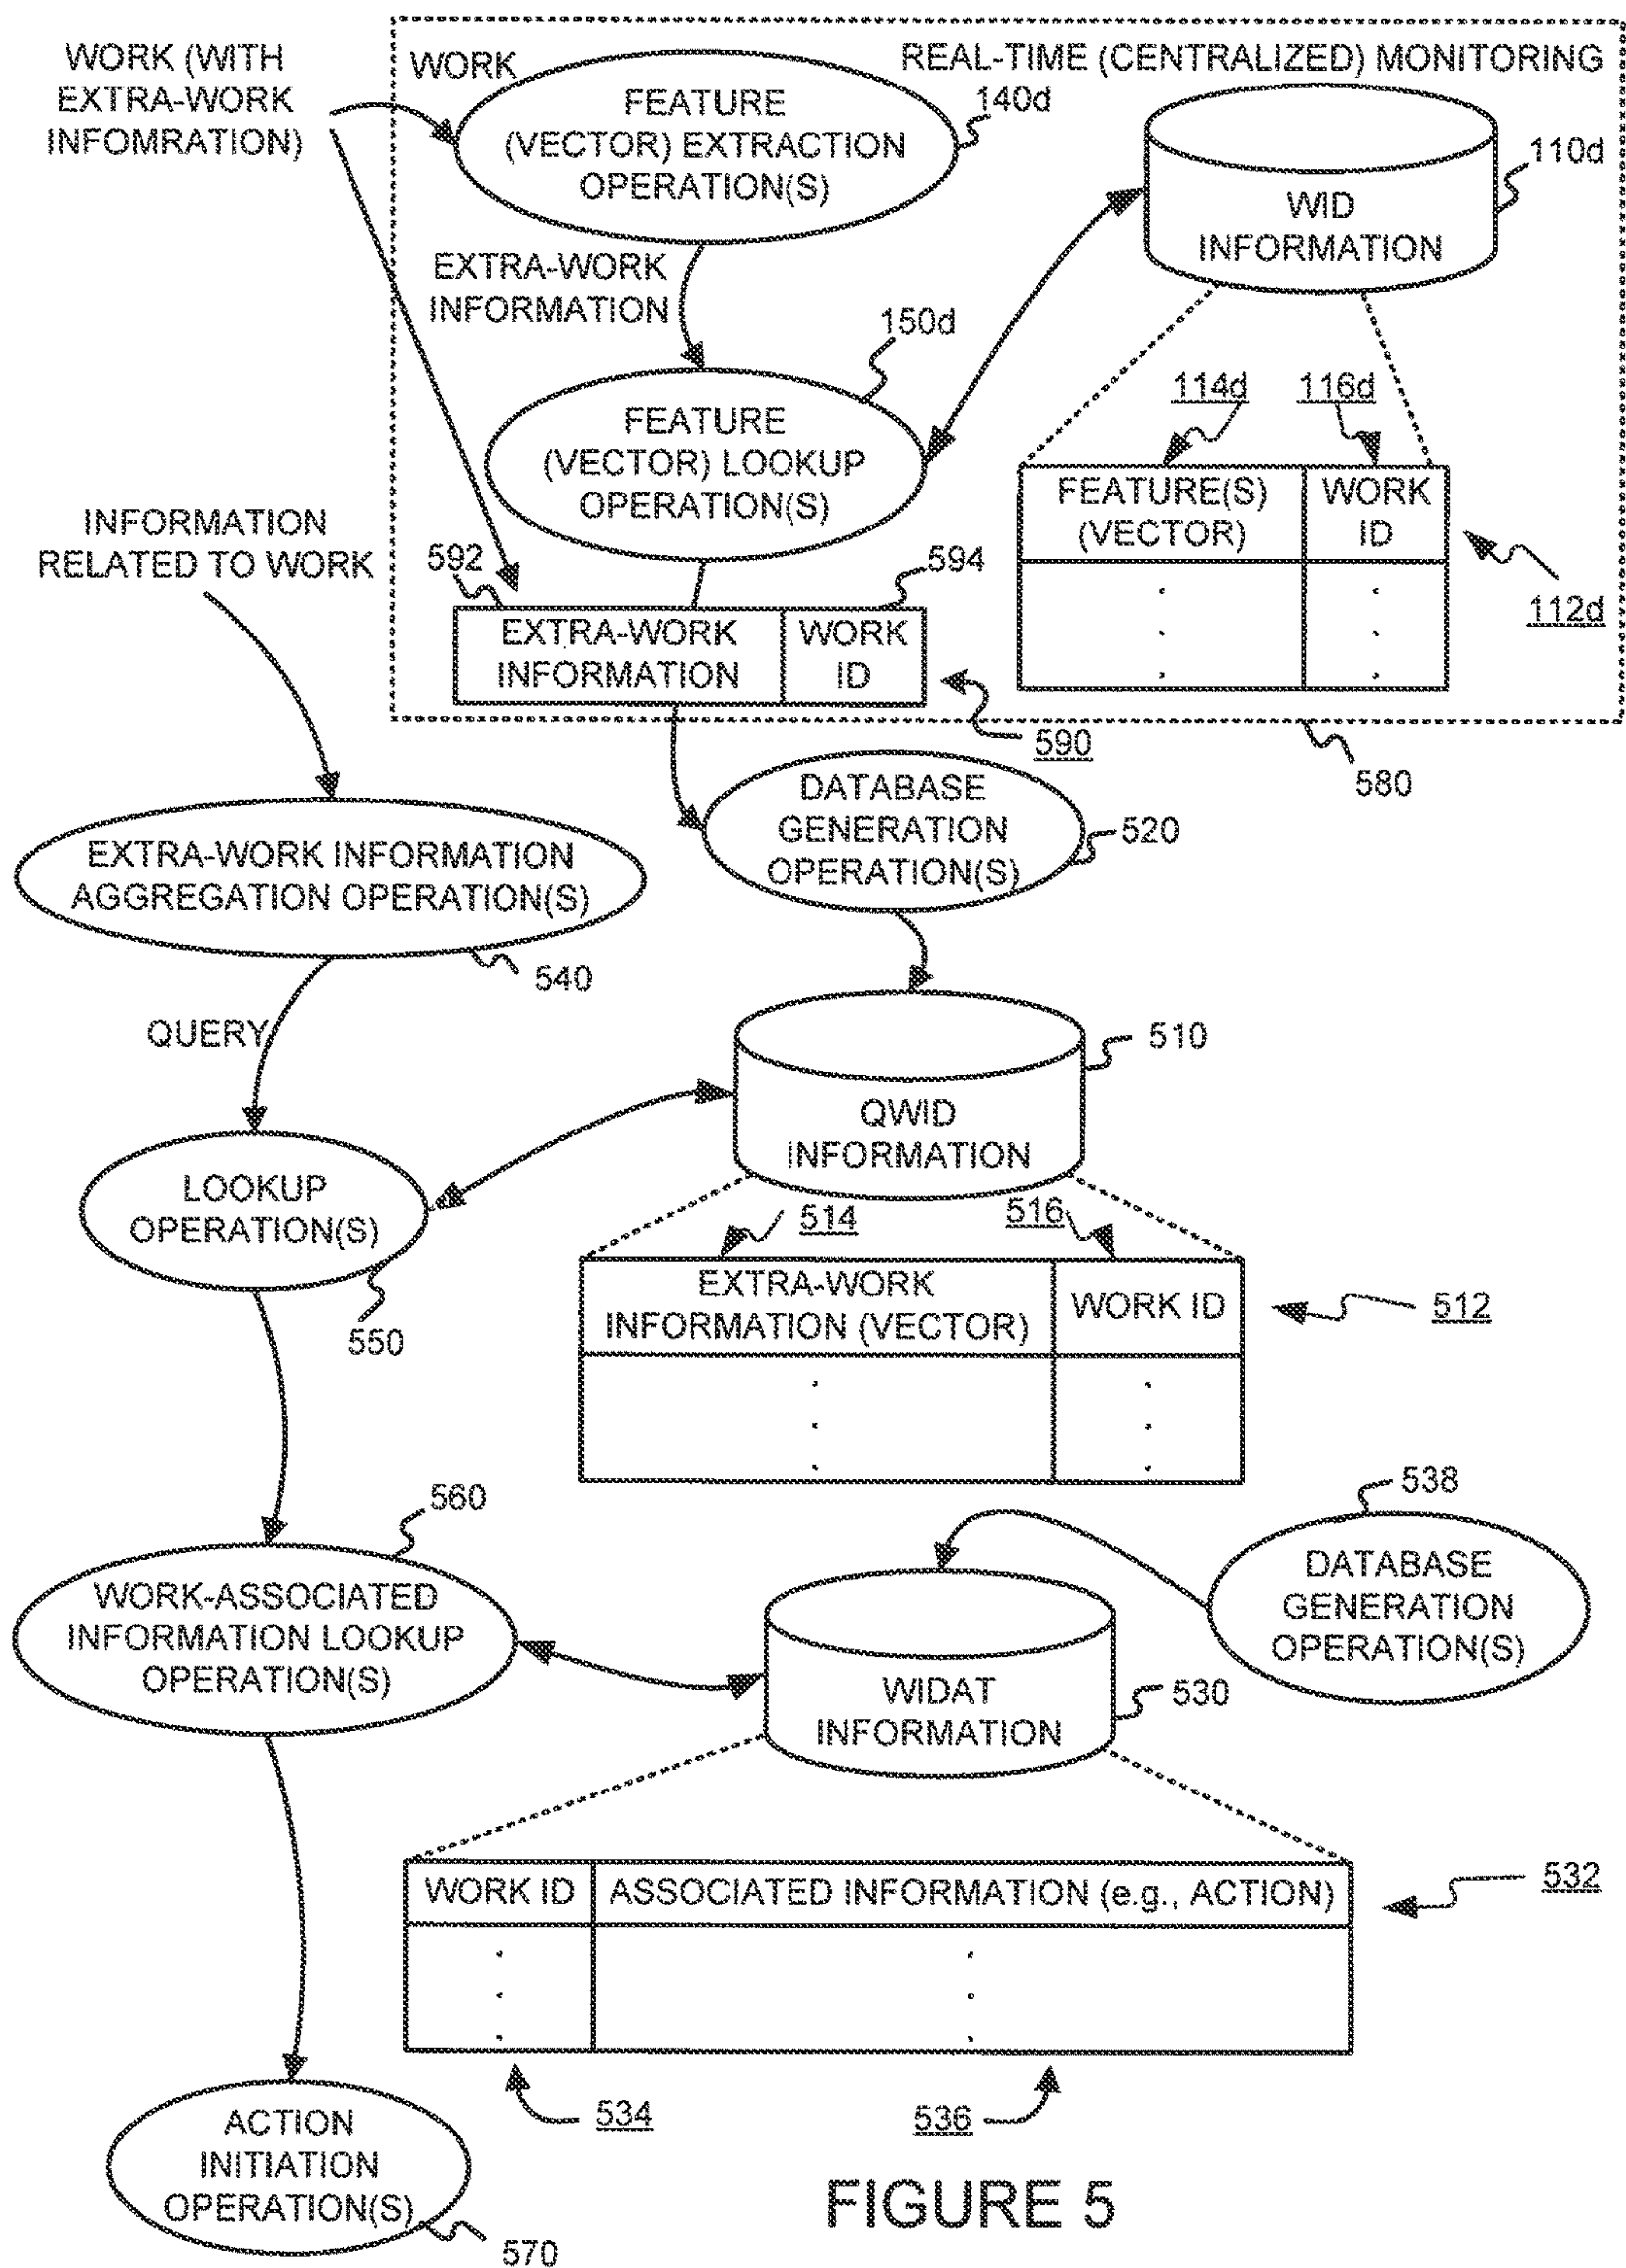 WORK (WITH
EXTRA-WORK
INFOMRATION)
WORK
REAL-TIME (CENTRALIZED) MONITORING
FEATURE
(VECTOR) EXTRACTION
OPERATION(S)
140d
110d
WID
INFORMATION
EXTRA-WORK
INFORMATION
150d
FEATURE
(VECTOR) LOOKUP
OPERATION(S)
114d
116d
FEATURE(S)
(VECTOR)
WORK
ID
112d
INFORMATION
RELATED TO WORK
592
594
EXTRA-WORK
INFORMATION
WORK
ID
590
580
DATABASE
GENERATION
OPERATION(S)
520
EXTRA-WORK INFORMATION
AGGREGATION OPERATION(S)
540
QUERY
510
QWID
INFORMATION
LOOKUP
OPERATION(S)
550
514
516
EXTRA-WORK
INFORMATION (VECTOR)
WORK ID
512
538
DATABASE
GENERATION
OPERATION(S)
560
WORK-ASSOCIATED
INFORMATION LOOKUP
OPERATION(S)
WIDAT
INFORMATION
530
WORK ID
ASSOCIATED INFORMATION (e.g., ACTION)
532
534
536
ACTION
INITIATION
OPERATION(S)
570
FIGURE 5